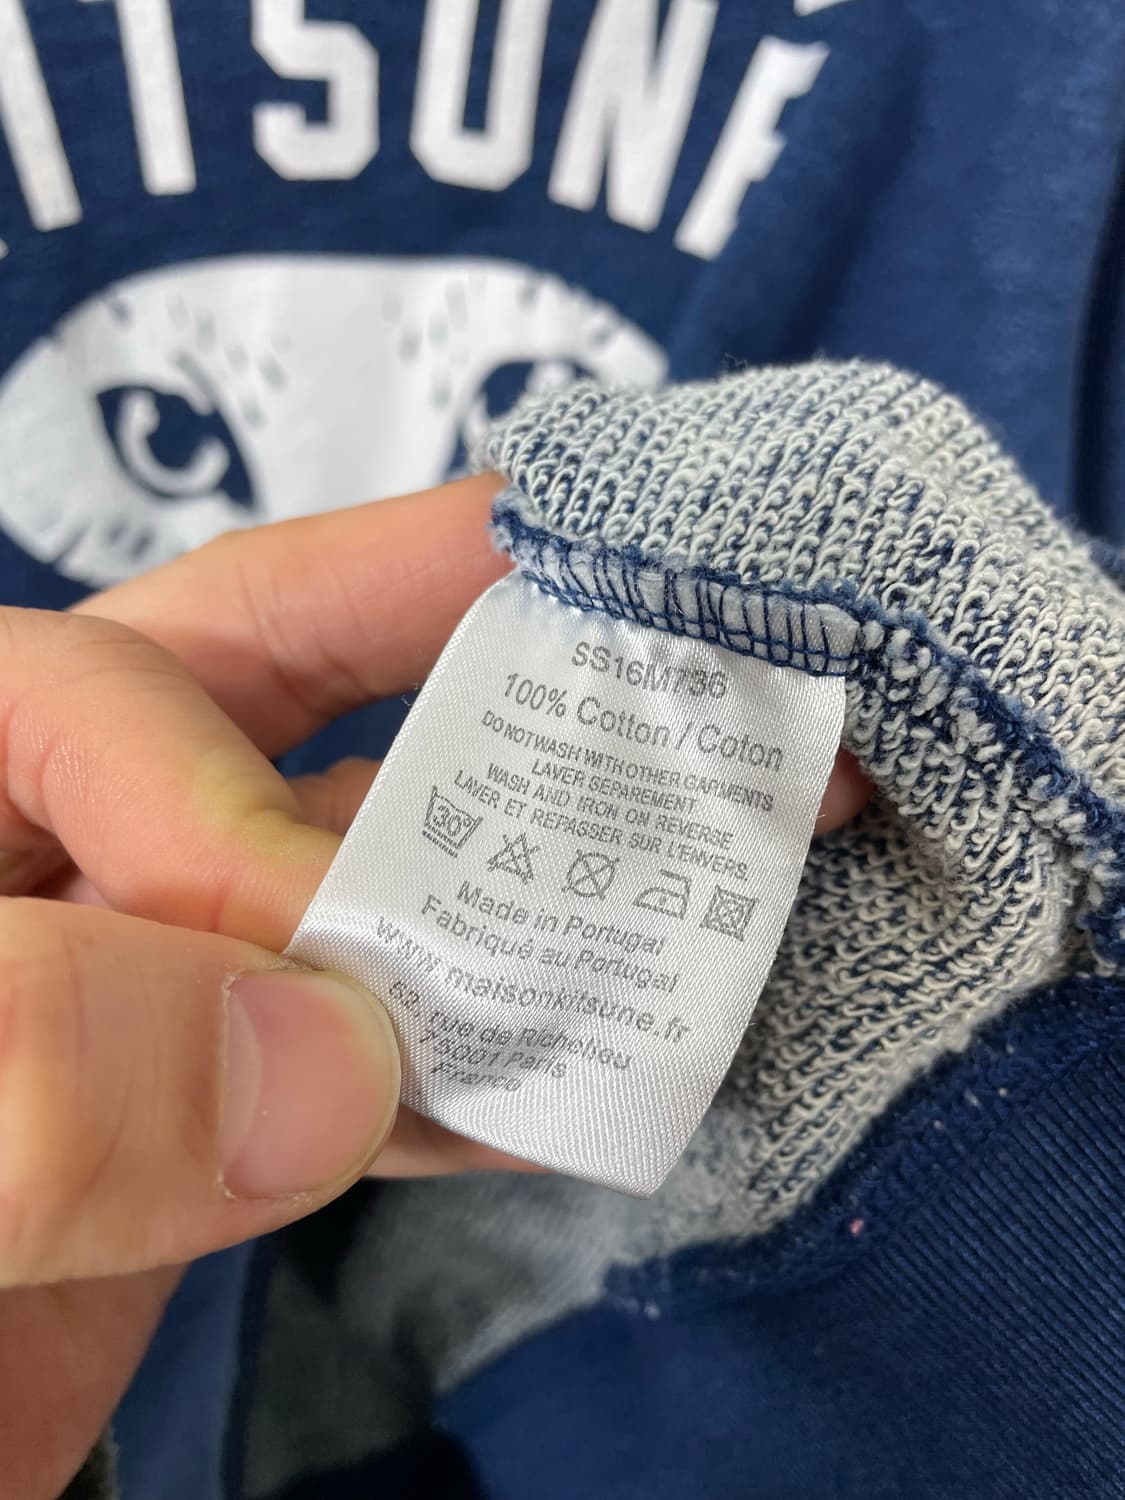 ITSUNE
SS16M736
100% Cotton / Coton
DO NOT WASH WITH OTHER GARMENTS
LAVER SEPAREMENT
WASH AND IRON ON REVERSE
LAVER ET REPASSER SUR L'ENVERS.
30°
Made in Portugal
Fabriqué au Portugal
www.maisonkitsune.fr
52, rue de Richelieu
75001 Paris
France